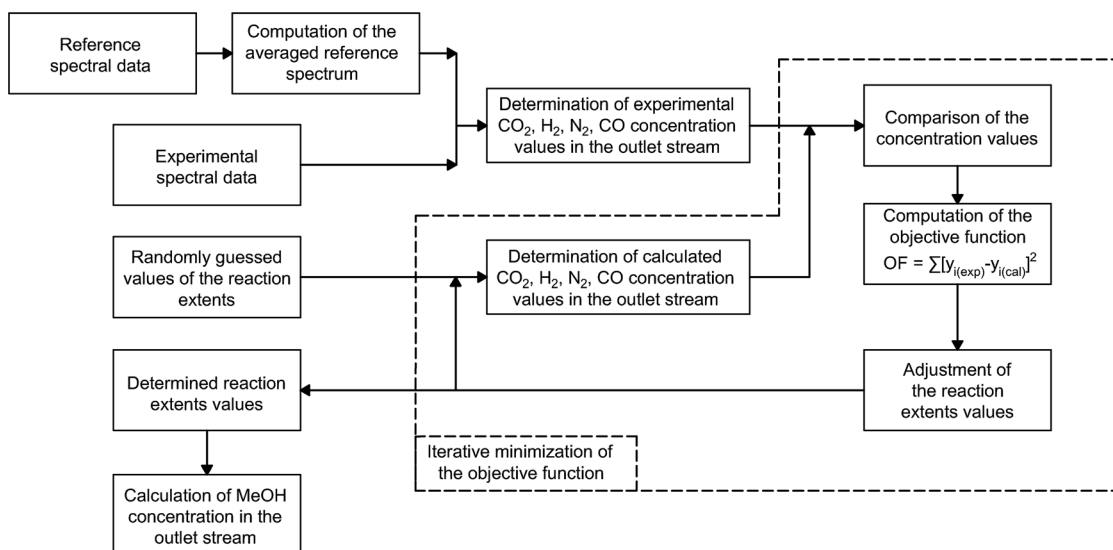 Reference
spectral data
Computation of the
averaged reference
spectrum
Experimental
spectral data
Determination of experimental
CO₂, H₂, N₂, CO concentration
values in the outlet stream
Comparison of the
concentration values
Computation of the
objective function
OF = ∑[y_i(exp)-y_i(cal)]²
Randomly guessed
values of the reaction
extents
Determination of calculated
CO₂, H₂, N₂, CO concentration
values in the outlet stream
Adjustment of
the reaction
extents values
Determined reaction
extents values
Iterative minimization of
the objective function
Calculation of MeOH
concentration in the
outlet stream